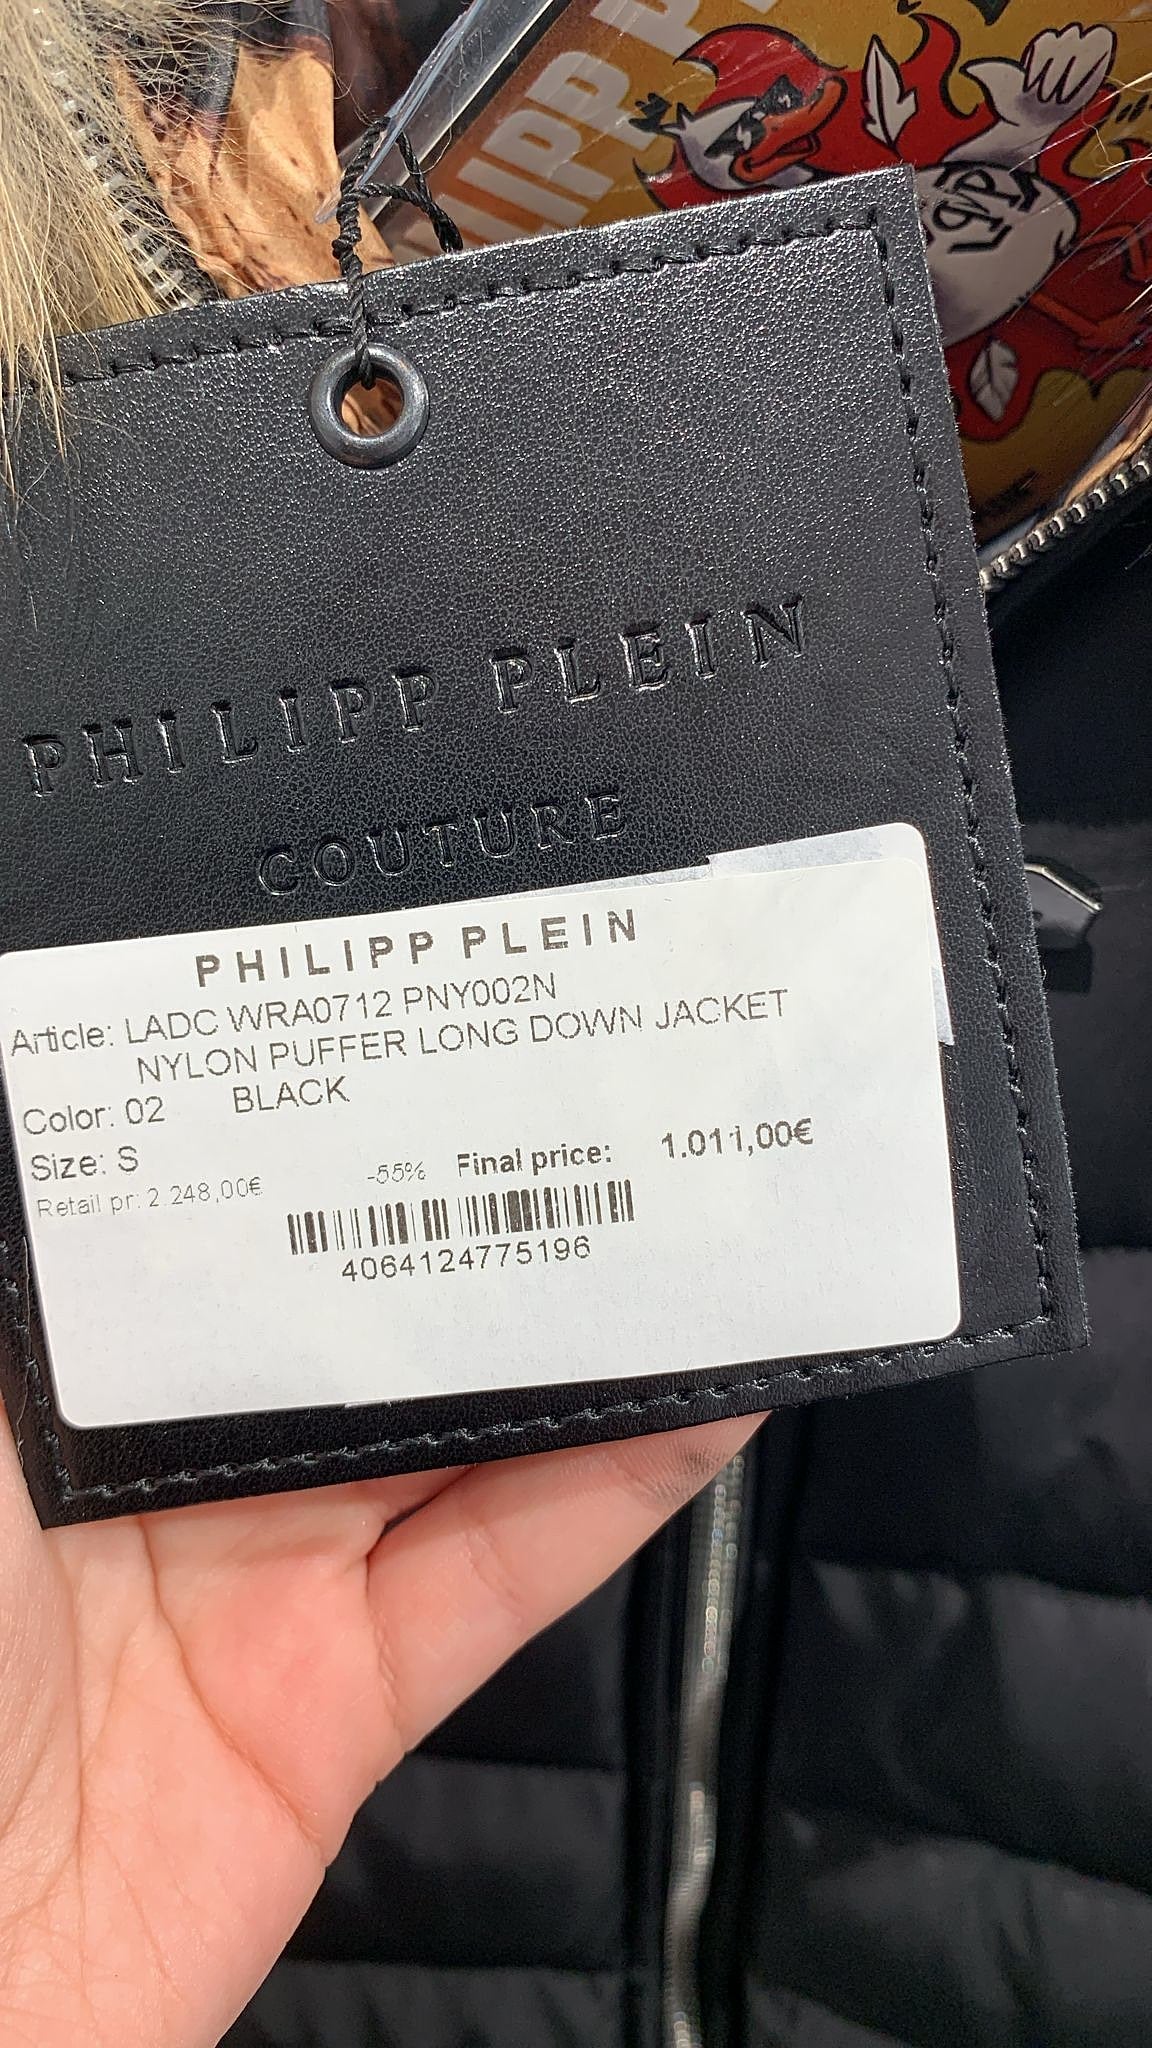 PHILIPP PLEIN
COUTURE
PHILIPP PLEIN
Article: LADC WRA0712 PNY002N
NYLON PUFFER LONG DOWN JACKET
Color: 02 BLACK
Size: S
Retail pr: 2.248,00€ -55% Final price: 1.011,00€
4064124775196